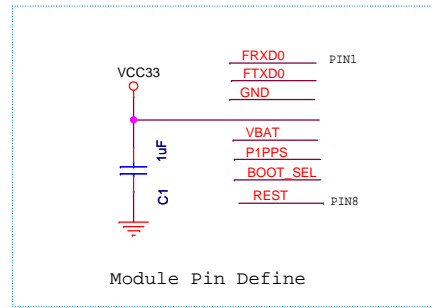 FRXD0 PIN1
VCC33 FTXD0
GND
1uF VBAT
P1PPS
BOOT_SEL
C1 REST PIN8
Module Pin Define